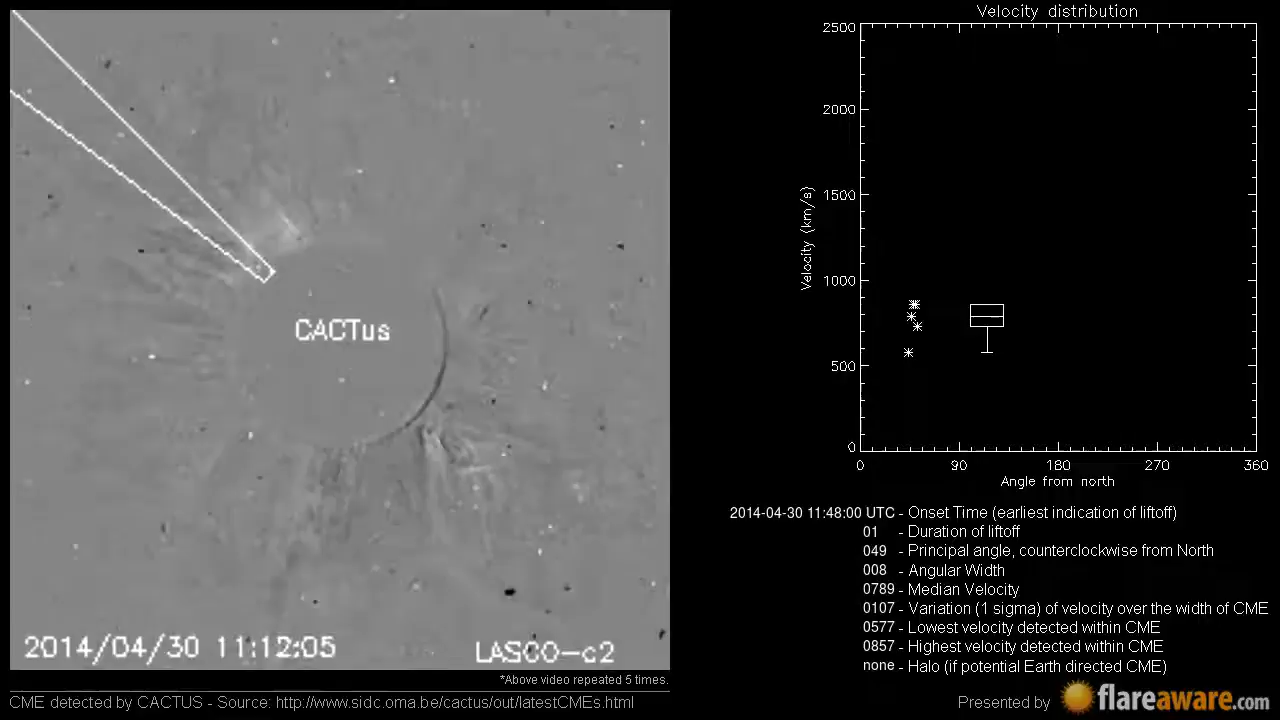 Velocity distribution
2500
2000
1500
1000
500
0
Velocity (km/s)
0 90 180 270 360
Angle from north
CACTus
2014/04/30 11:12:05 LASCO-c2
*Above video repeated 5 times.
2014-04-30 11:48:00 UTC - Onset Time (earliest indication of liftoff)
01 - Duration of liftoff
049 - Principal angle, counterclockwise from North
008 - Angular Width
0789 - Median Velocity
0107 - Variation (1 sigma) of velocity over the width of CME
0577 - Lowest velocity detected within CME
0857 - Highest velocity detected within CME
none - Halo (if potential Earth directed CME)
CME detected by CACTUS - Source: http://www.sidc.oma.be/cactus/out/latestCMEs.html
Presented by flareaware.com